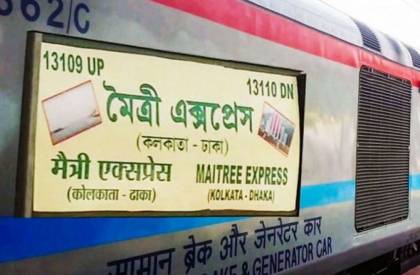 362/C
13109 UP
13110 DN
মৈত্রী এক্সপ্রেস
(কলকাতা - ঢাকা)
मैत्री एक्सप्रेस MAITREE EXPRESS
(कोलकाता - ढाका) (KOLKATA - DHAKA)
सामान ब्रेक और जेनरेटर कार
& GENERATOR CAR